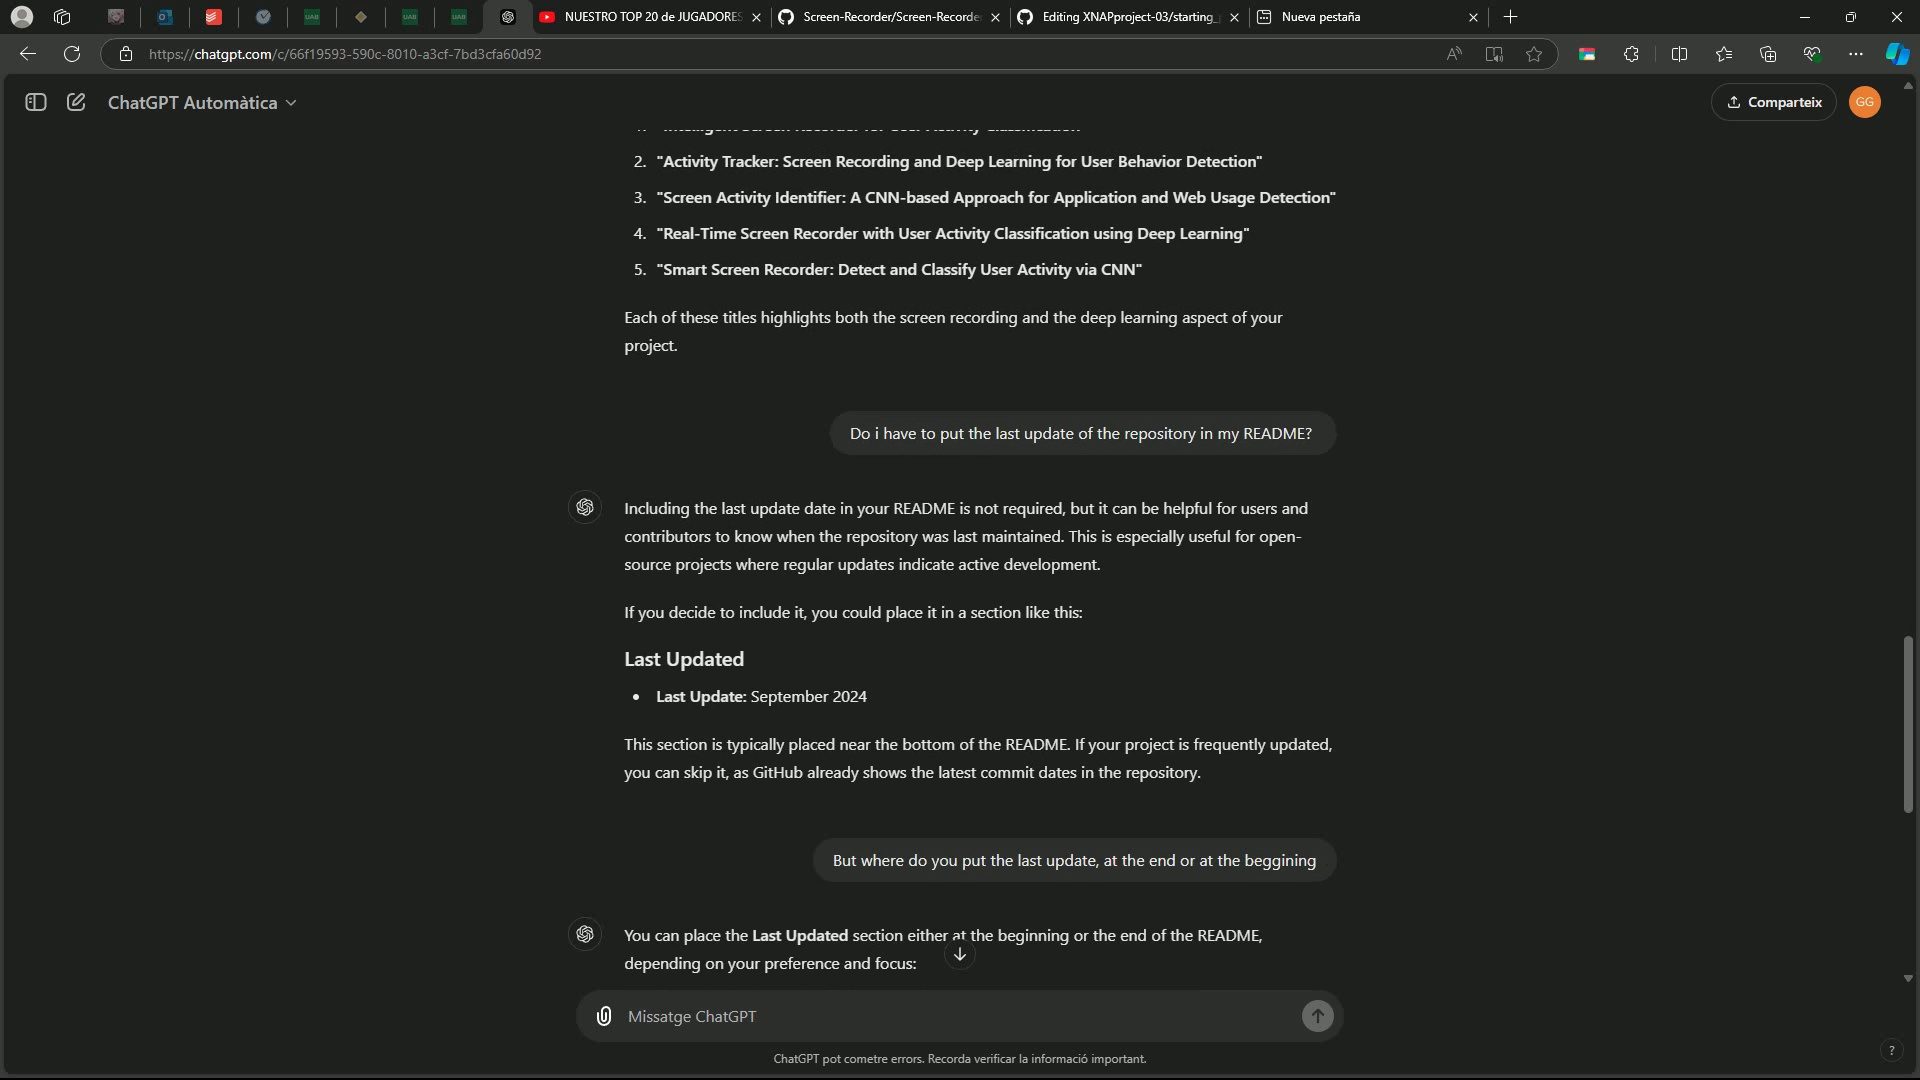 NUESTRO TOP 20 de JUGADORES
Screen-Recorder/Screen-Recorde
Editing XNAPproject-03/starting_
Nueva pestaña
https://chatgpt.com/c/66f19593-590c-8010-a3cf-7bd3cfa60d92
ChatGPT Automàtica
Comparteix
GG
2. "Activity Tracker: Screen Recording and Deep Learning for User Behavior Detection"
3. "Screen Activity Identifier: A CNN-based Approach for Application and Web Usage Detection"
4. "Real-Time Screen Recorder with User Activity Classification using Deep Learning"
5. "Smart Screen Recorder: Detect and Classify User Activity via CNN"
Each of these titles highlights both the screen recording and the deep learning aspect of your
project.
Do i have to put the last update of the repository in my README?
Including the last update date in your README is not required, but it can be helpful for users and
contributors to know when the repository was last maintained. This is especially useful for open-
source projects where regular updates indicate active development.
If you decide to include it, you could place it in a section like this:
Last Updated
• Last Update: September 2024
This section is typically placed near the bottom of the README. If your project is frequently updated,
you can skip it, as GitHub already shows the latest commit dates in the repository.
But where do you put the last update, at the end or at the beggining
You can place the Last Updated section either at the beginning or the end of the README,
depending on your preference and focus:
Missatge ChatGPT
ChatGPT pot cometre errors. Recorda verificar la informació important.
?